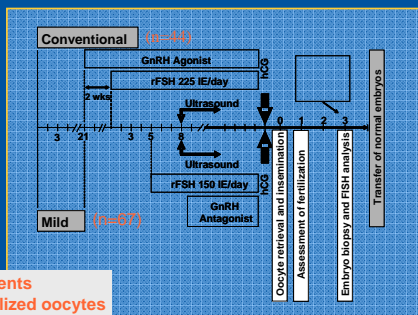 Conventional (n=44)
GnRH Agonist
rFSH 225 IE/day
hCG
2 wks
Ultrasound
3 21 3 5 8 0 1 2 3
Ultrasound
rFSH 150 IE/day
hCG
GnRH
Antagonist
Mild (n=67)
Oocyte retrieval and Insemination
Assessment of fertilization
Embryo biopsy and FISH analysis
Transfer of normal embryos
ents
lized oocytes